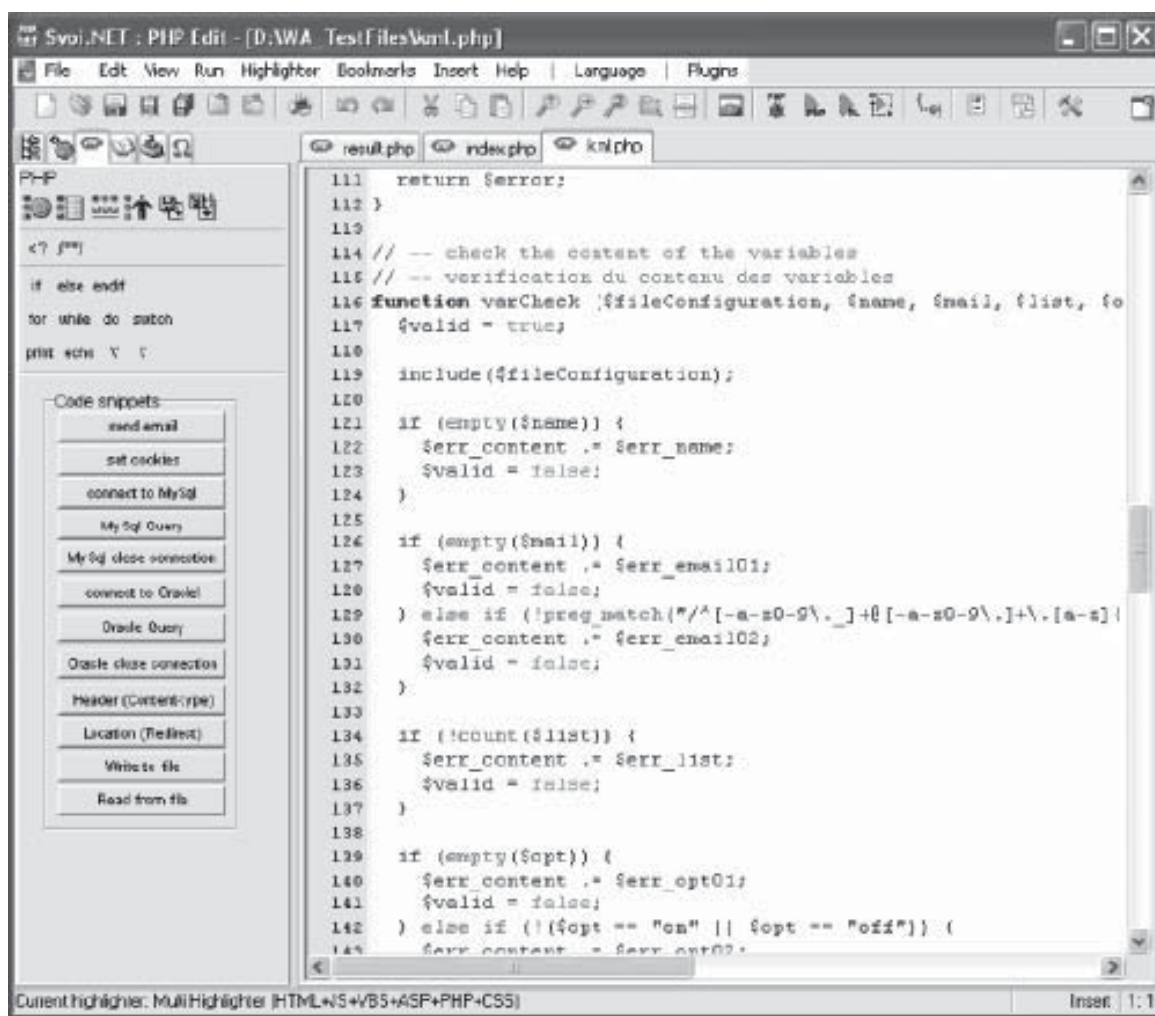 Svoi.NET : PHP Edit - [D:\WA_TestFiles\kml.php]
File Edit View Run Highlighter Bookmarks Insert Help | Language | Plugins
result.php index.php kml.php
PHP
<? /**/
if else endif
for while do switch
print echo
Code snippets
send email
set cookies
connect to MySql
My Sql Query
My Sql close connection
connect to Oracle!
Oracle Query
Oracle close connection
Header (Content-type)
Location (Redirect)
Write to file
Read from file
111 return $error;
112 }
113
114 // -- check the content of the variables
115 // -- verification du contenu des variables
116 function varCheck ($fileConfiguration, $name, $mail, $list, $o
117 $valid = true;
118
119 include($fileConfiguration);
120
121 if (empty($name)) {
122 $err_content .= $err_name;
123 $valid = false;
124 }
125
126 if (empty($mail)) {
127 $err_content .= $err_email01;
128 $valid = false;
129 } else if (!preg_match("/^[-a-z0-9\._]+@[-a-z0-9\.]+\.[a-z]{
130 $err_content .= $err_email02;
131 $valid = false;
132 }
133
134 if (!count($list)) {
135 $err_content .= $err_list;
136 $valid = false;
137 }
138
139 if (empty($opt)) {
140 $err_content .= $err_opt01;
141 $valid = false;
142 } else if (!($opt == "on" || $opt == "off")) {
143 $err_content .= $err_opt02;
Current highlighter: Multi Highlighter (HTML+JS+VBS+ASP+PHP+CSS) Insert 1:1